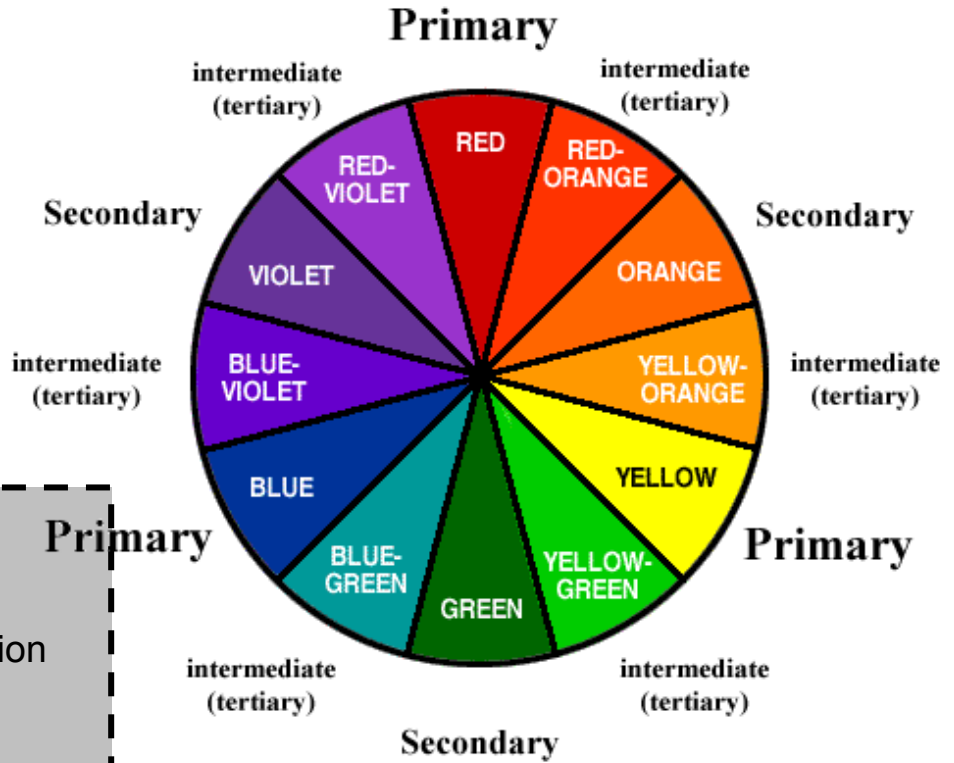 Primary
intermediate
(tertiary)
intermediate
(tertiary)
RED
RED-
ORANGE
RED-
VIOLET
Secondary
Secondary
ORANGE
VIOLET
intermediate
(tertiary)
BLUE-
VIOLET
YELLOW-
ORANGE
intermediate
(tertiary)
BLUE
YELLOW
Primary
Primary
BLUE-
GREEN
YELLOW-
GREEN
GREEN
ion
intermediate
(tertiary)
intermediate
(tertiary)
Secondary